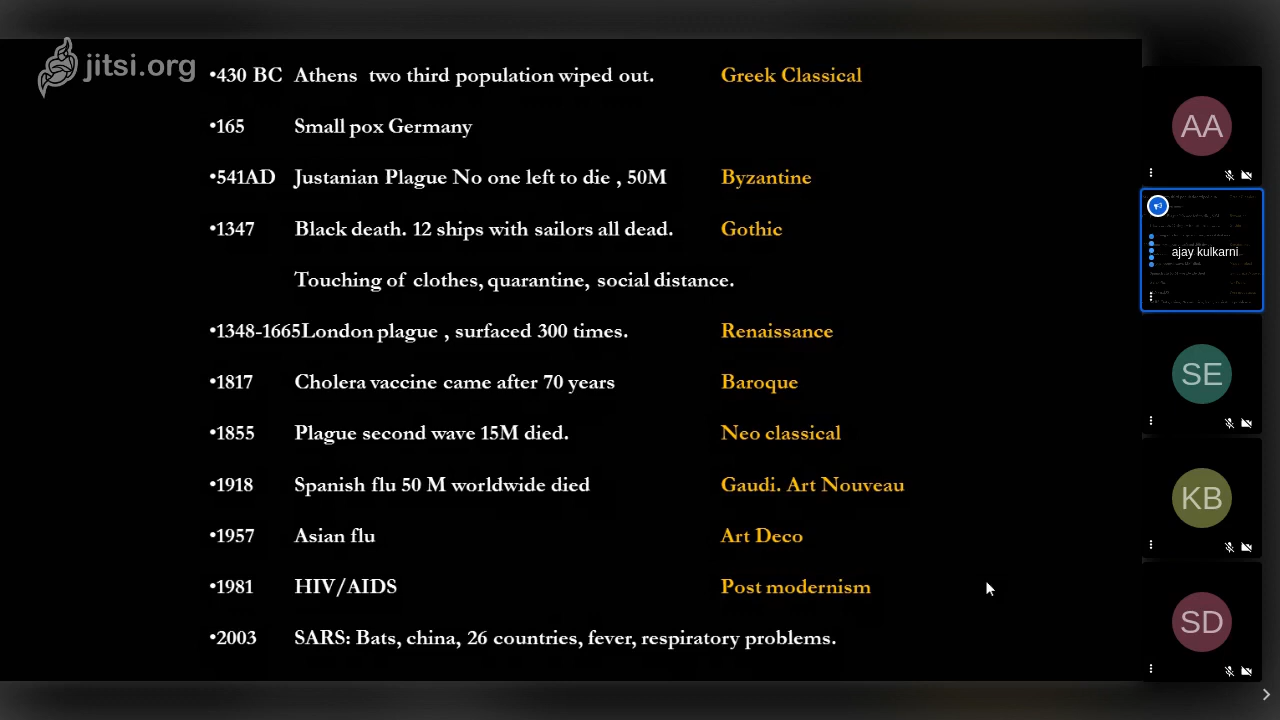 jitsi.org
•430 BC Athens two third population wiped out. Greek Classical
•165 Small pox Germany
•541AD Justanian Plague No one left to die , 50M Byzantine
•1347 Black death. 12 ships with sailors all dead. Gothic
Touching of clothes, quarantine, social distance.
•1348-1665London plague , surfaced 300 times. Renaissance
•1817 Cholera vaccine came after 70 years Baroque
•1855 Plague second wave 15M died. Neo classical
•1918 Spanish flu 50 M worldwide died Gaudi. Art Nouveau
•1957 Asian flu Art Deco
•1981 HIV/AIDS Post modernism
•2003 SARS: Bats, china, 26 countries, fever, respiratory problems.
AA
ajay kulkarni
SE
KB
SD